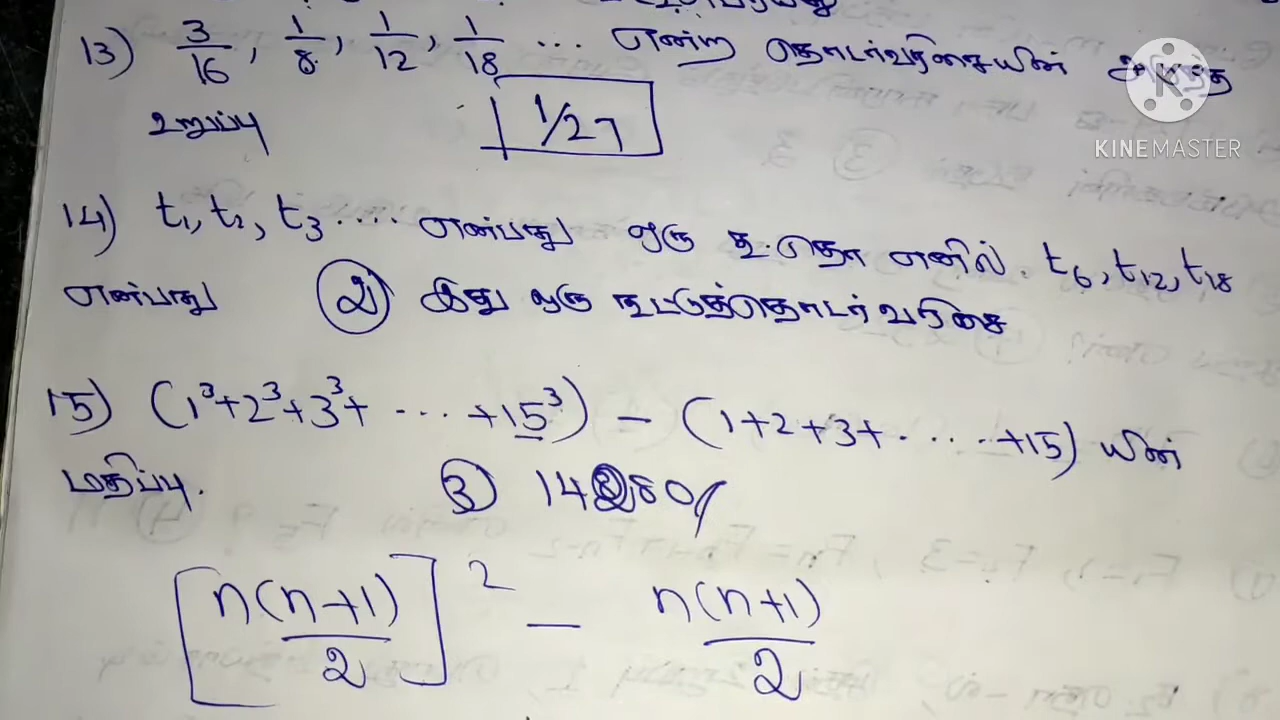 13) 3/16, 1/8, 1/12, 1/18 ... என்ற தொடர்வரிசையின் அடுத்த
உறுப்பு 1/27
KINEMASTER
14) t₁, t₂, t₃ .... என்பது ஒரு கூ.தொ எனில். t₆, t₁₂, t₁₈
என்பது 2) இது ஒரு கூட்டுத்தொடர் வரிசை
15) (1³+2³+3³+ ... +15³) – (1+2+3+.....+15) யின்
மதிப்பு. 3) 14280
[n(n+1)/2]² – n(n+1)/2